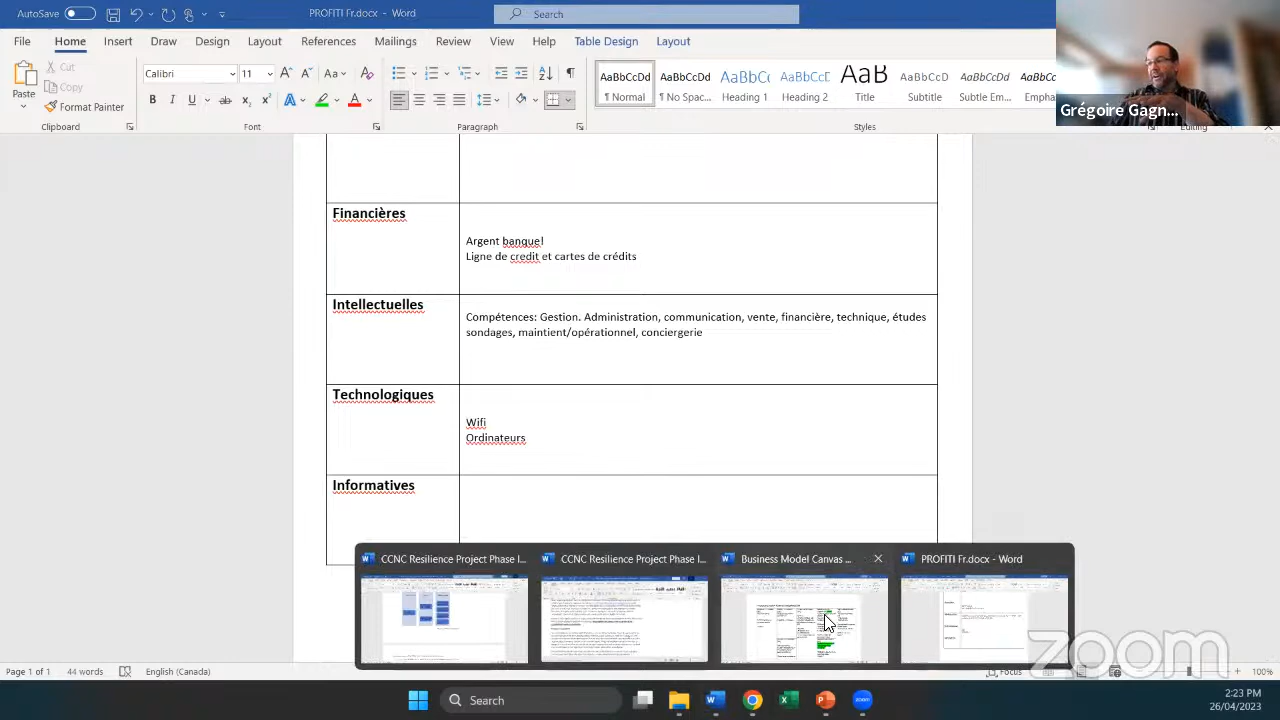 AutoSave Off PROFITI Fr.docx - Word Search
File Home Insert Draw Design Layout References Mailings Review View Help Table Design Layout
Paste Cut Copy Format Painter
Calibri 11
AaBbCcDd AaBbCcDd AaBbCc AaBbCcD AaB AaBbCcD AaBbCcDd AaBbCcDd
¶ Normal ¶ No Spac... Heading 1 Heading 2 Title Subtitle Subtle Em... Empha
Clipboard Font Paragraph Styles Editing
Grégoire Gagn...
Financières
Argent banque!
Ligne de credit et cartes de crédits
Intellectuelles
Compétences: Gestion. Administration, communication, vente, financière, technique, études
sondages, maintient/opérationnel, conciergerie
Technologiques
Wifi
Ordinateurs
Informatives
CCNC Resilience Project Phase I... CCNC Resilience Project Phase I... Business Model Canvas ... PROFITI Fr.docx - Word
zoom
Page 1 of 1 44 words English (Canada) Focus 100%
Search zoom
2:23 PM
26/04/2023